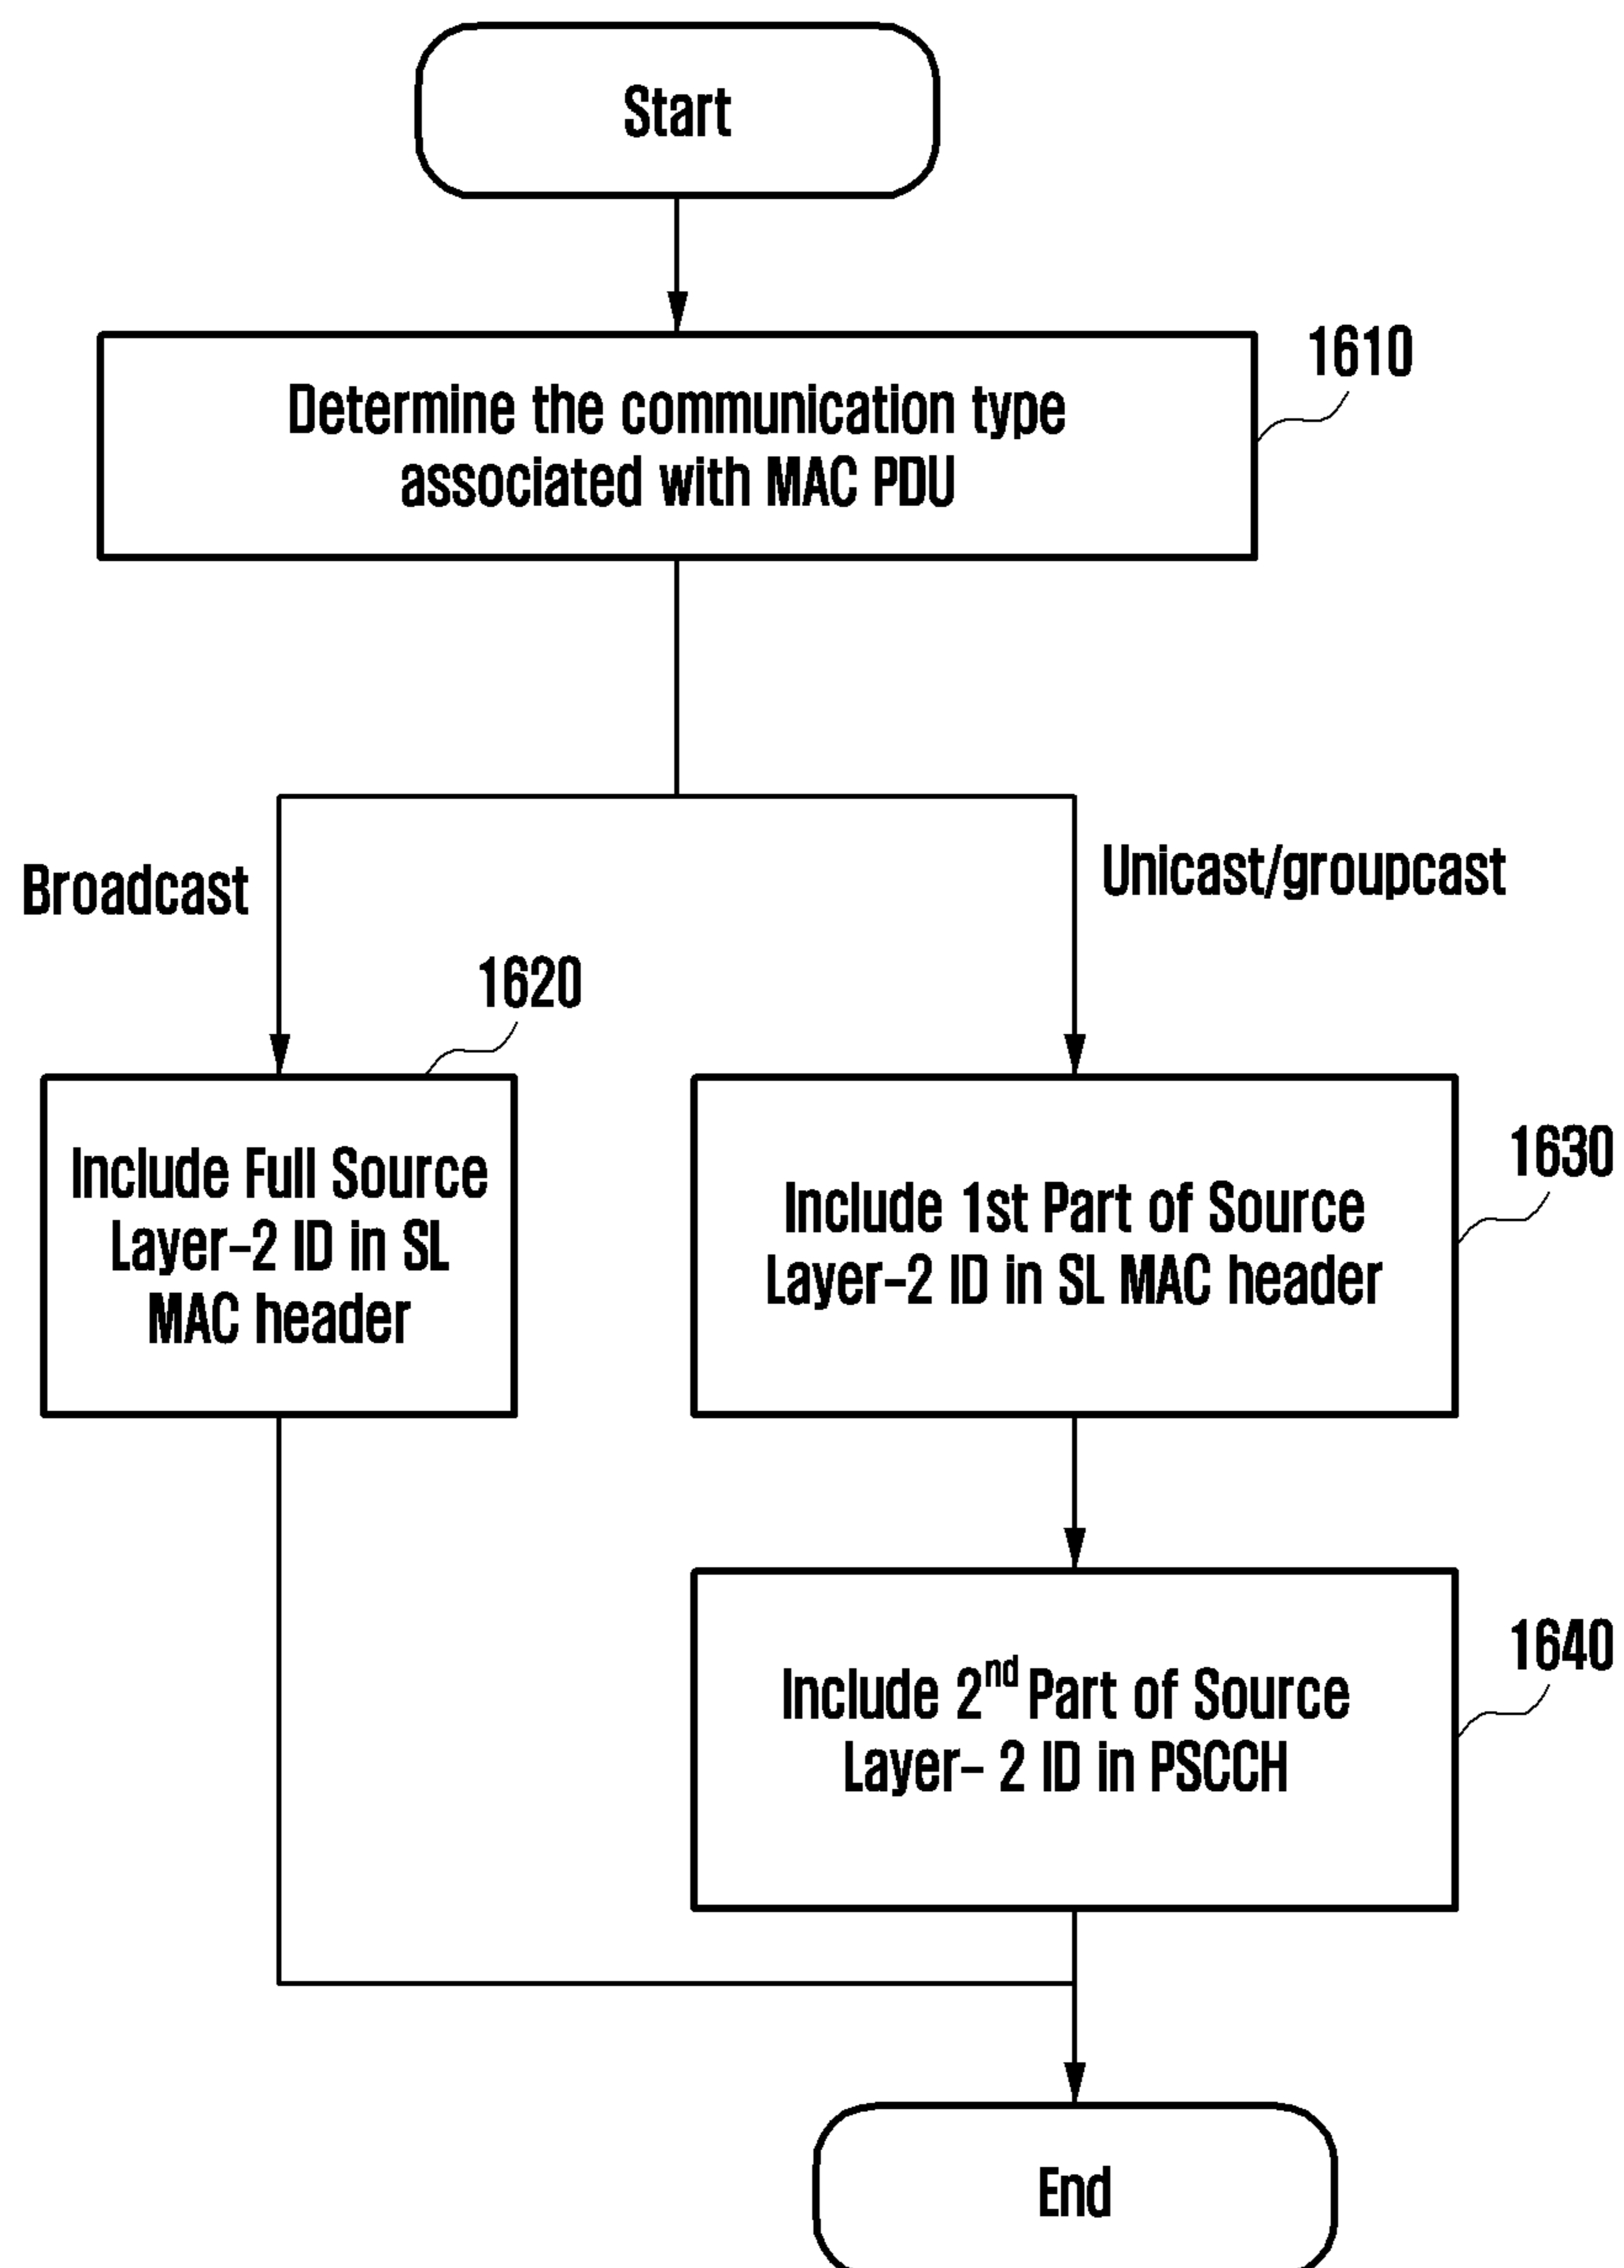 Start
1610
Determine the communication type
associated with MAC PDU
Broadcast
Unicast/groupcast
1620
Include Full Source
Layer-2 ID in SL
MAC header
1630
Include 1st Part of Source
Layer-2 ID in SL MAC header
1640
Include 2nd Part of Source
Layer- 2 ID in PSCCH
End